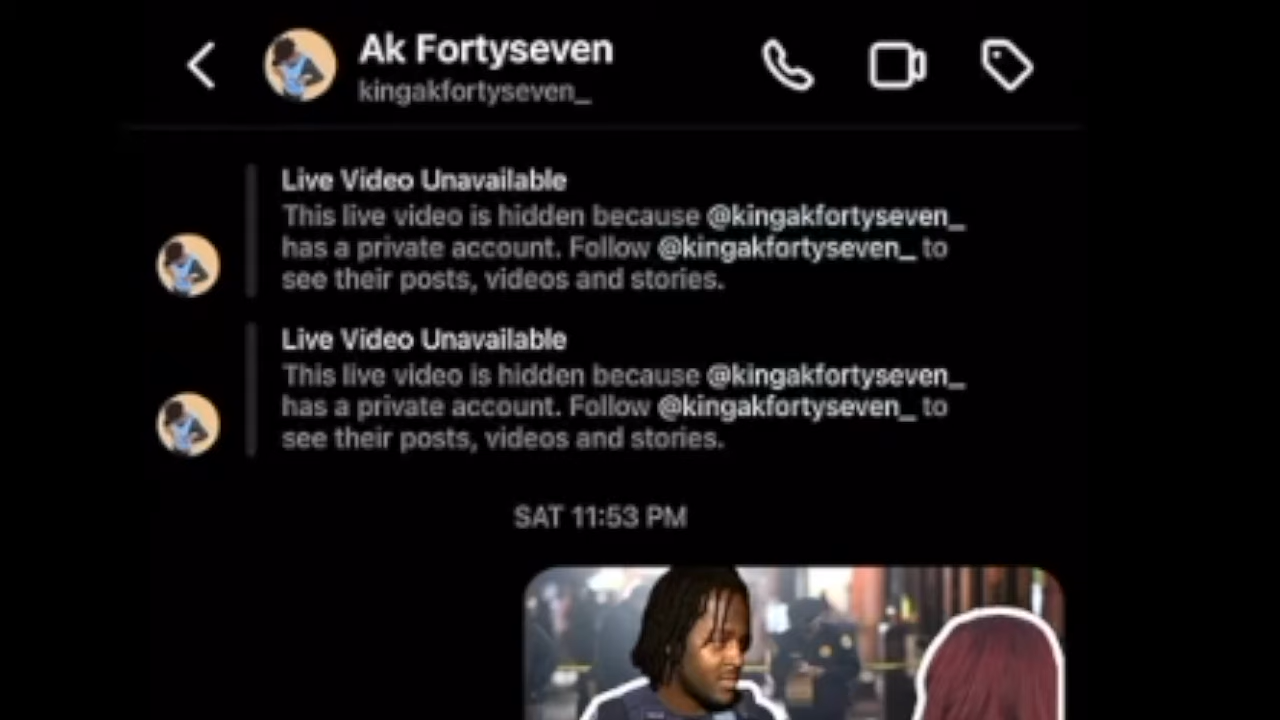 Ak Fortyseven
kingakfortyseven_
Live Video Unavailable
This live video is hidden because @kingakfortyseven_
has a private account. Follow @kingakfortyseven_ to
see their posts, videos and stories.
Live Video Unavailable
This live video is hidden because @kingakfortyseven_
has a private account. Follow @kingakfortyseven_ to
see their posts, videos and stories.
SAT 11:53 PM